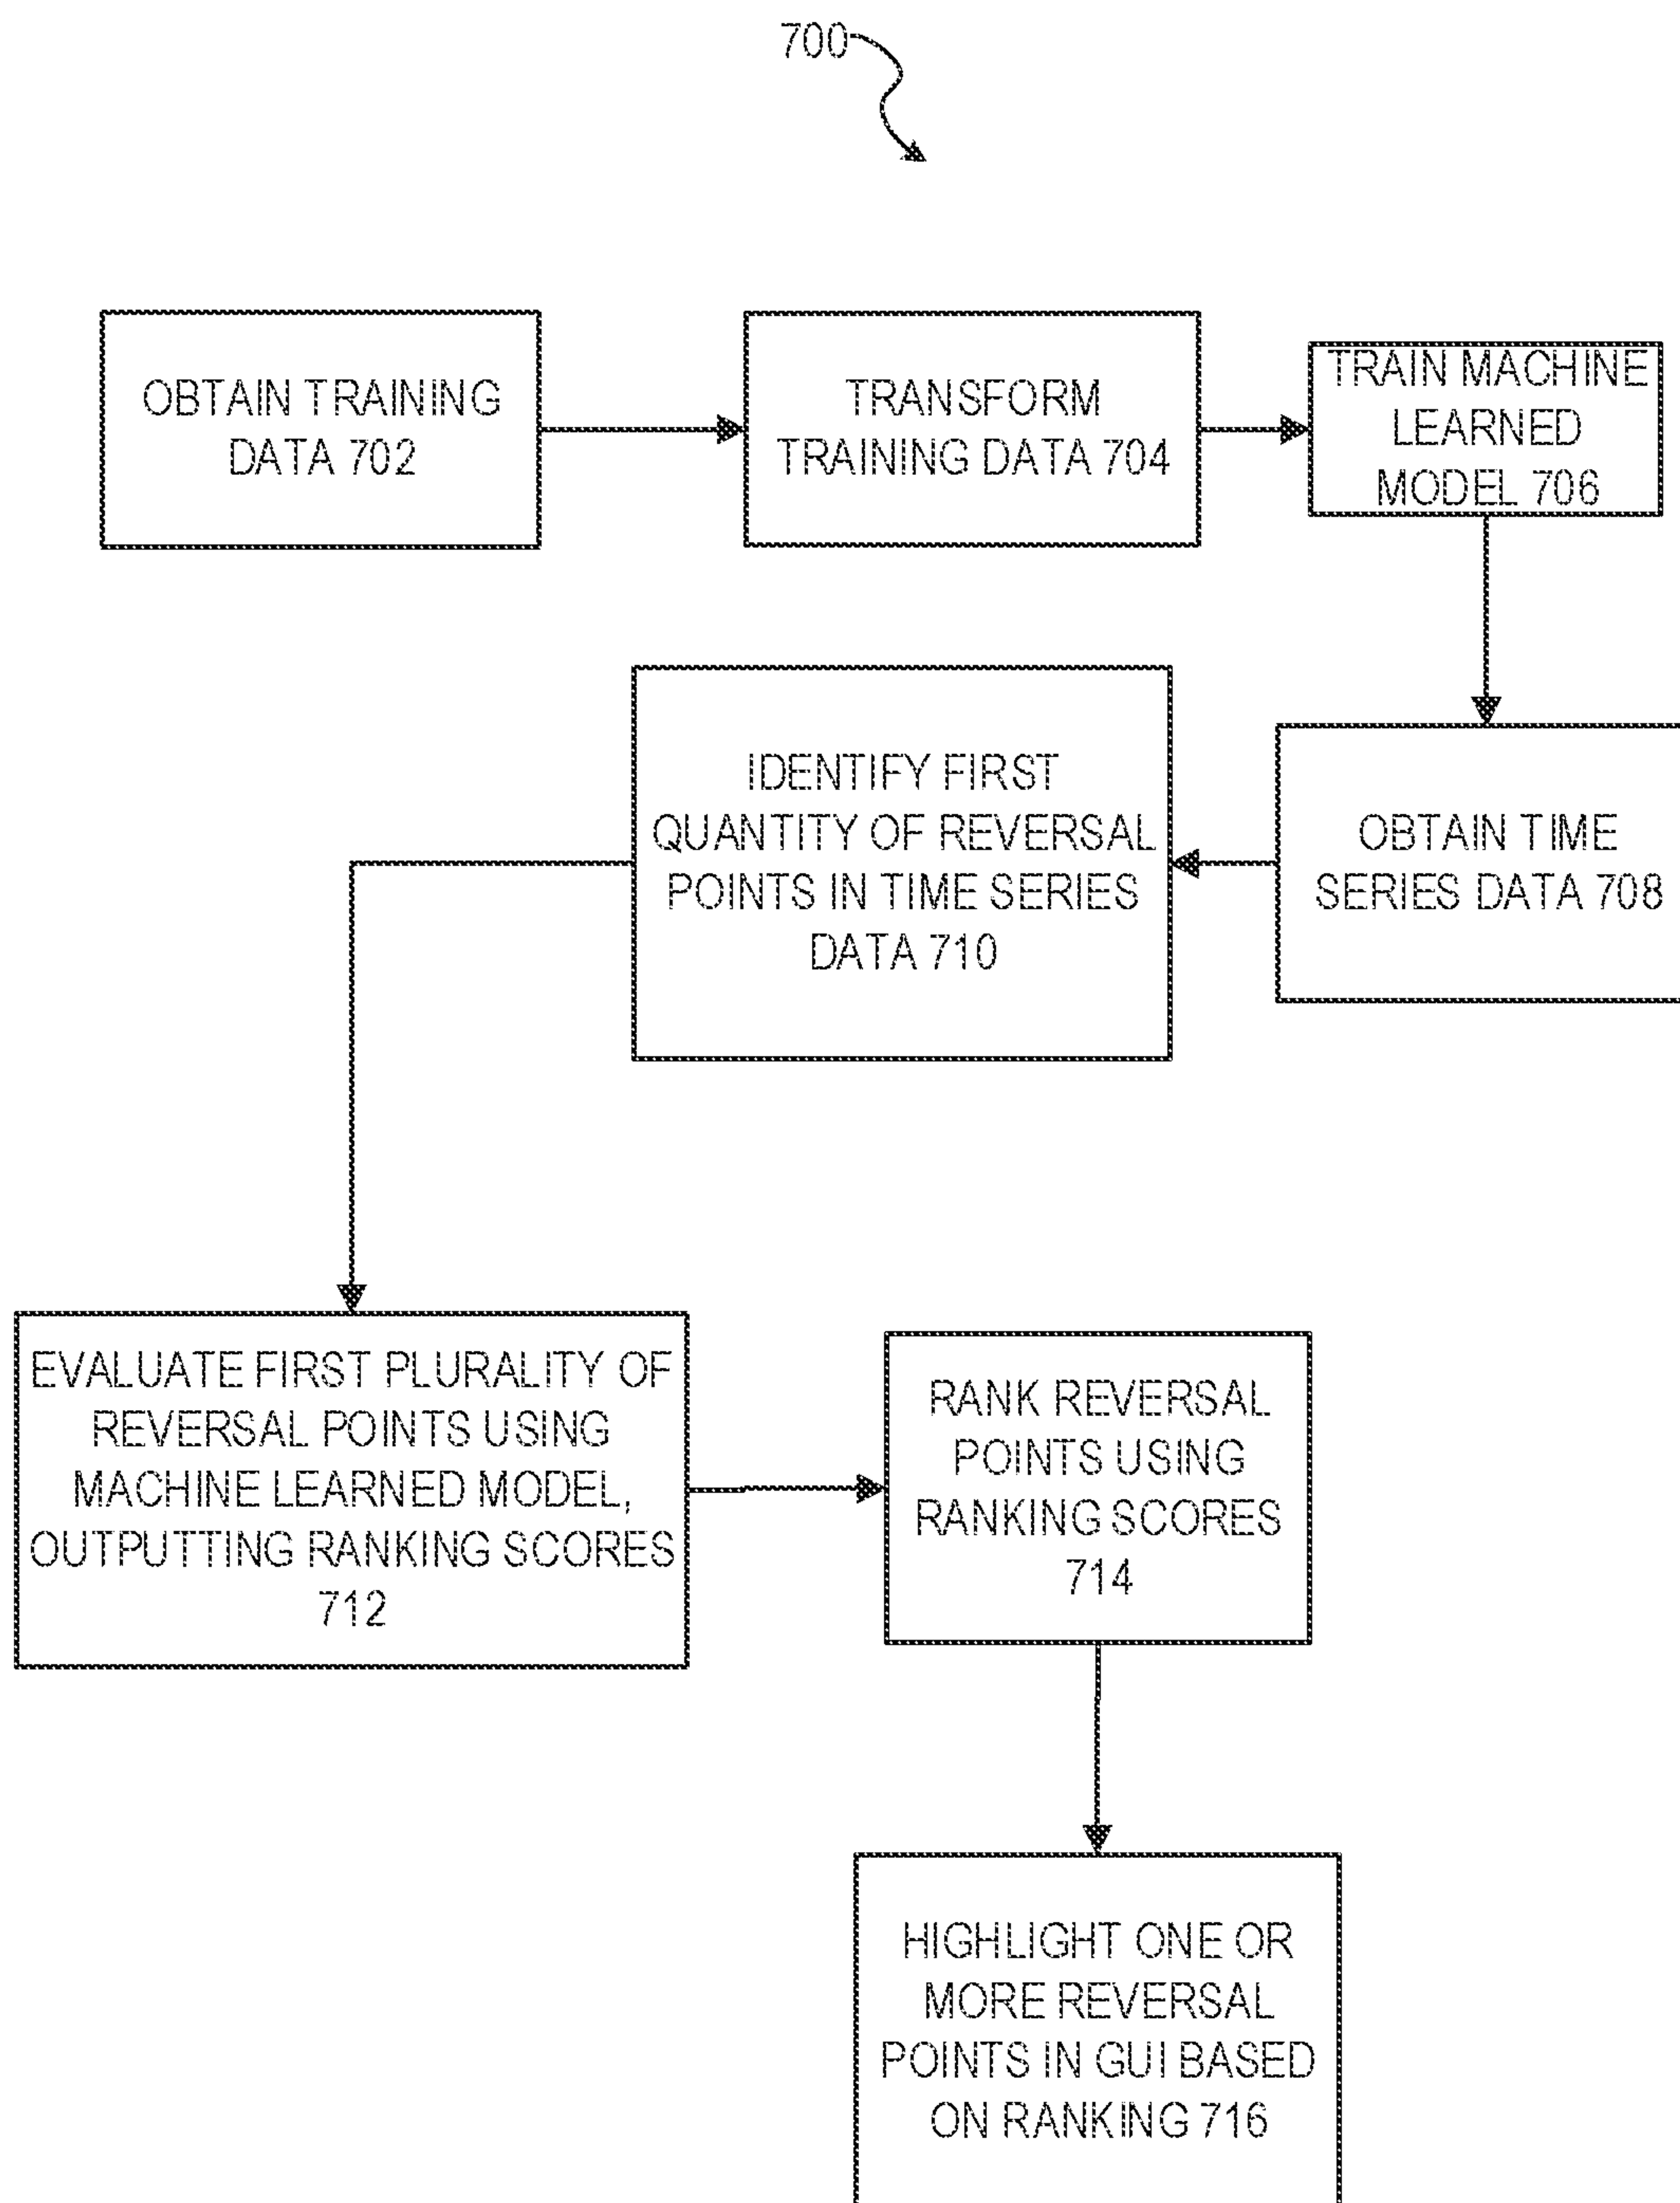 700
OBTAIN TRAINING
DATA 702
TRANSFORM
TRAINING DATA 704
TRAIN MACHINE
LEARNED
MODEL 706
OBTAIN TIME
SERIES DATA 708
IDENTIFY FIRST
QUANTITY OF REVERSAL
POINTS IN TIME SERIES
DATA 710
EVALUATE FIRST PLURALITY OF
REVERSAL POINTS USING
MACHINE LEARNED MODEL,
OUTPUTTING RANKING SCORES
712
RANK REVERSAL
POINTS USING
RANKING SCORES
714
HIGHLIGHT ONE OR
MORE REVERSAL
POINTS IN GUI BASED
ON RANKING 716